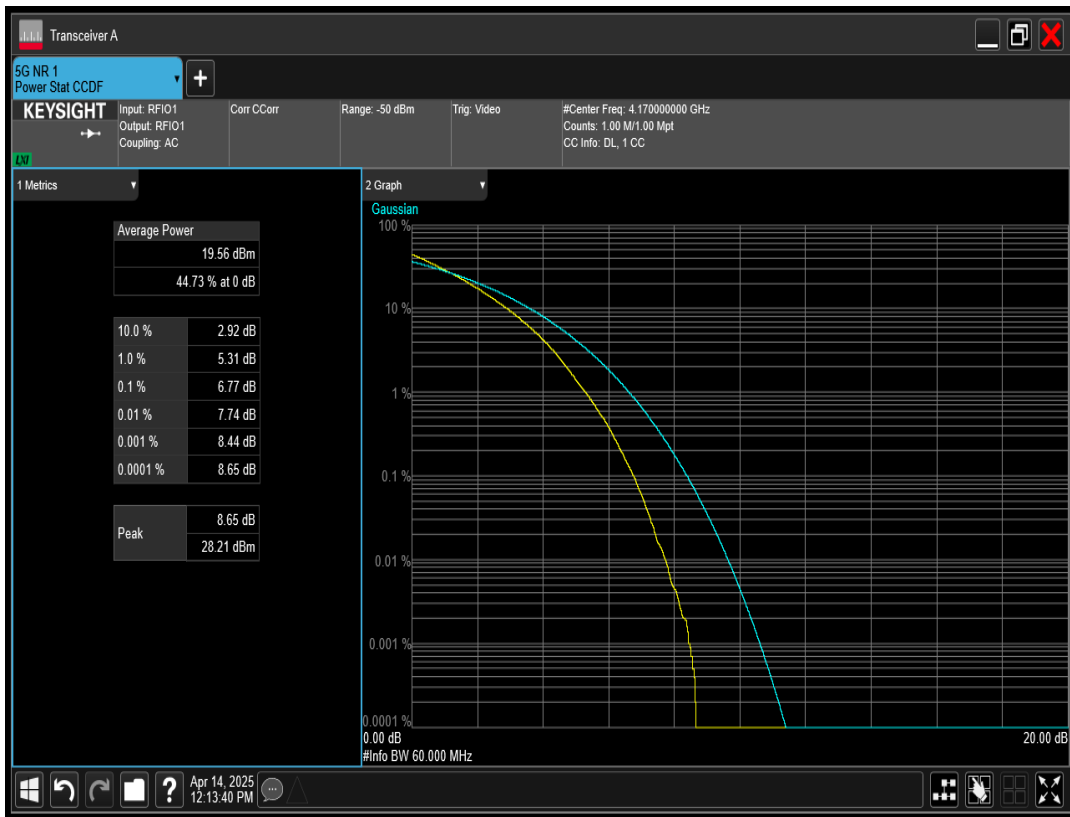 Transceiver A
5G NR 1
Power Stat CCDF
+
KEYSIGHT
LXI
Input: RFIO1
Output: RFIO1
Coupling: AC
Corr CCorr
Range: -50 dBm
Trig: Video
#Center Freq: 4.170000000 GHz
Counts: 1.00 M/1.00 Mpt
CC Info: DL, 1 CC
1 Metrics
Average Power
19.56 dBm
44.73 % at 0 dB
10.0 % 2.92 dB
1.0 % 5.31 dB
0.1 % 6.77 dB
0.01 % 7.74 dB
0.001 % 8.44 dB
0.0001 % 8.65 dB
Peak
8.65 dB
28.21 dBm
2 Graph
Gaussian
100 %
10 %
1 %
0.1 %
0.01 %
0.001 %
0.0001 %
0.00 dB 20.00 dB
#Info BW 60.000 MHz
?
Apr 14, 2025
12:13:40 PM